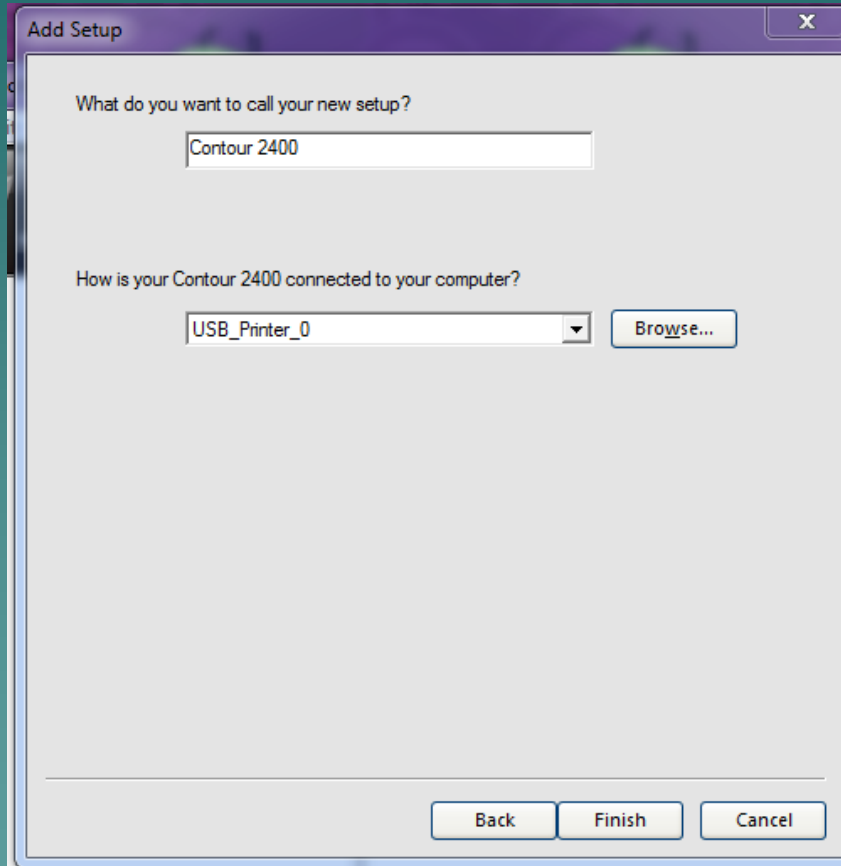 Add Setup
X
What do you want to call your new setup?
Contour 2400
How is your Contour 2400 connected to your computer?
USB_Printer_0
Browse...
Back Finish Cancel